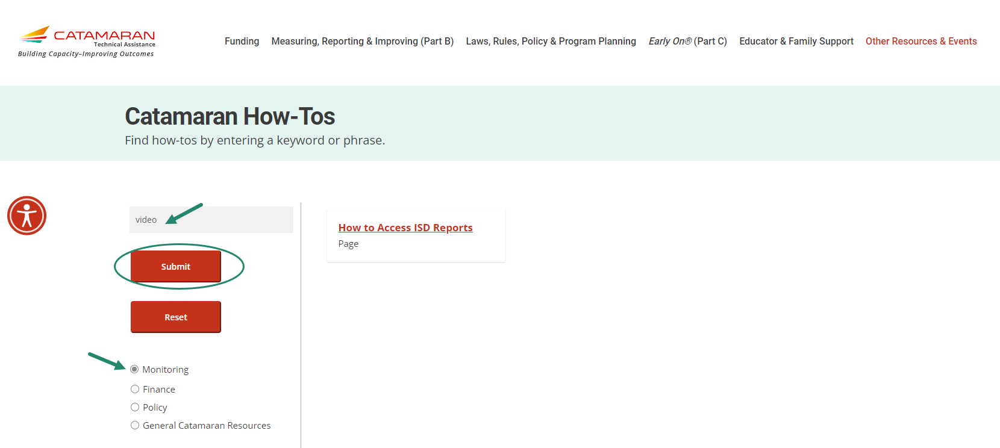 CATAMARAN
Technical Assistance
Building Capacity–Improving Outcomes
Funding Measuring, Reporting & Improving (Part B) Laws, Rules, Policy & Program Planning Early On® (Part C) Educator & Family Support Other Resources & Events
Catamaran How-Tos
Find how-tos by entering a keyword or phrase.
video
Submit
Reset
Monitoring
Finance
Policy
General Catamaran Resources
How to Access ISD Reports
Page